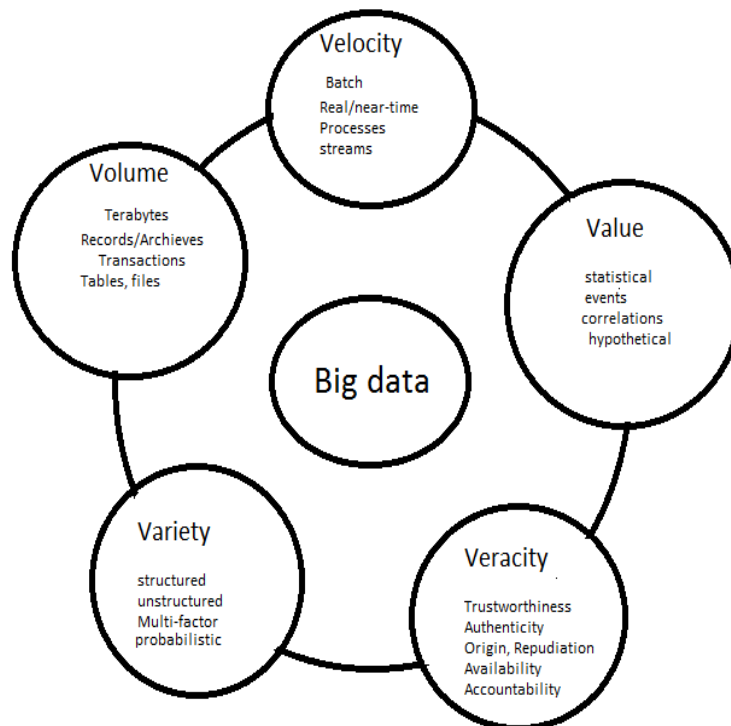 Velocity
Batch
Real/near-time
Processes
streams
Volume
Terabytes
Records/Archieves
Transactions
Tables, files
Value
statistical
events
correlations
hypothetical
Big data
Variety
structured
unstructured
Multi-factor
probabilistic
Veracity
Trustworthiness
Authenticity
Origin, Repudiation
Availability
Accountability